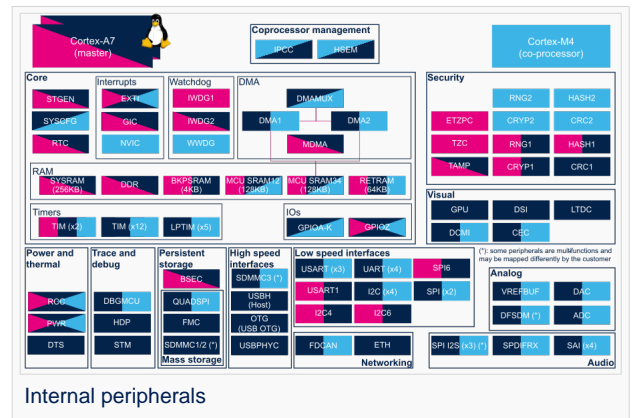 Cortex-A7
(master)
Coprocessor management
IPCC
HSEM
Cortex-M4
(co-processor)
Core
STGEN
SYSCFG
RTC
Interrupts
EXTI
GIC
NVIC
Watchdog
IWDG1
IWDG2
WWDG
DMA
DMAMUX
DMA1
DMA2
MDMA
Security
RNG2
HASH2
ETZPC
CRYP2
CRC2
TZC
RNG1
HASH1
TAMP
CRYP1
CRC1
RAM
SYSRAM
(256KB)
DDR
BKPSRAM
(4KB)
MCU SRAM12
(128KB)
MCU SRAM34
(128KB)
RETRAM
(64KB)
Timers
TIM (x2)
TIM (x12)
LPTIM (x5)
IOs
GPIOA-K
GPIOZ
Visual
GPU
DSI
LTDC
DCMI
CEC
(*): some peripherals are multifunctions and
may be mapped differently by the customer
Power and
thermal
RCC
PWR
DTS
Trace and
debug
DBGMCU
HDP
STM
Persistent
storage
BSEC
QUADSPI
FMC
SDMMC1/2 (*)
Mass storage
High speed
interfaces
SDMMC3 (*)
USBH
(Host)
OTG
(USB OTG)
USBPHYC
Low speed interfaces
USART (x3)
UART (x4)
SPI6
USART1
I2C (x4)
SPI (x2)
I2C4
I2C6
FDCAN
ETH
Networking
Analog
VREFBUF
DAC
DFSDM (*)
ADC
SPI I2S (x3) (*)
SPDIFRX
SAI (x4)
Audio
Internal peripherals